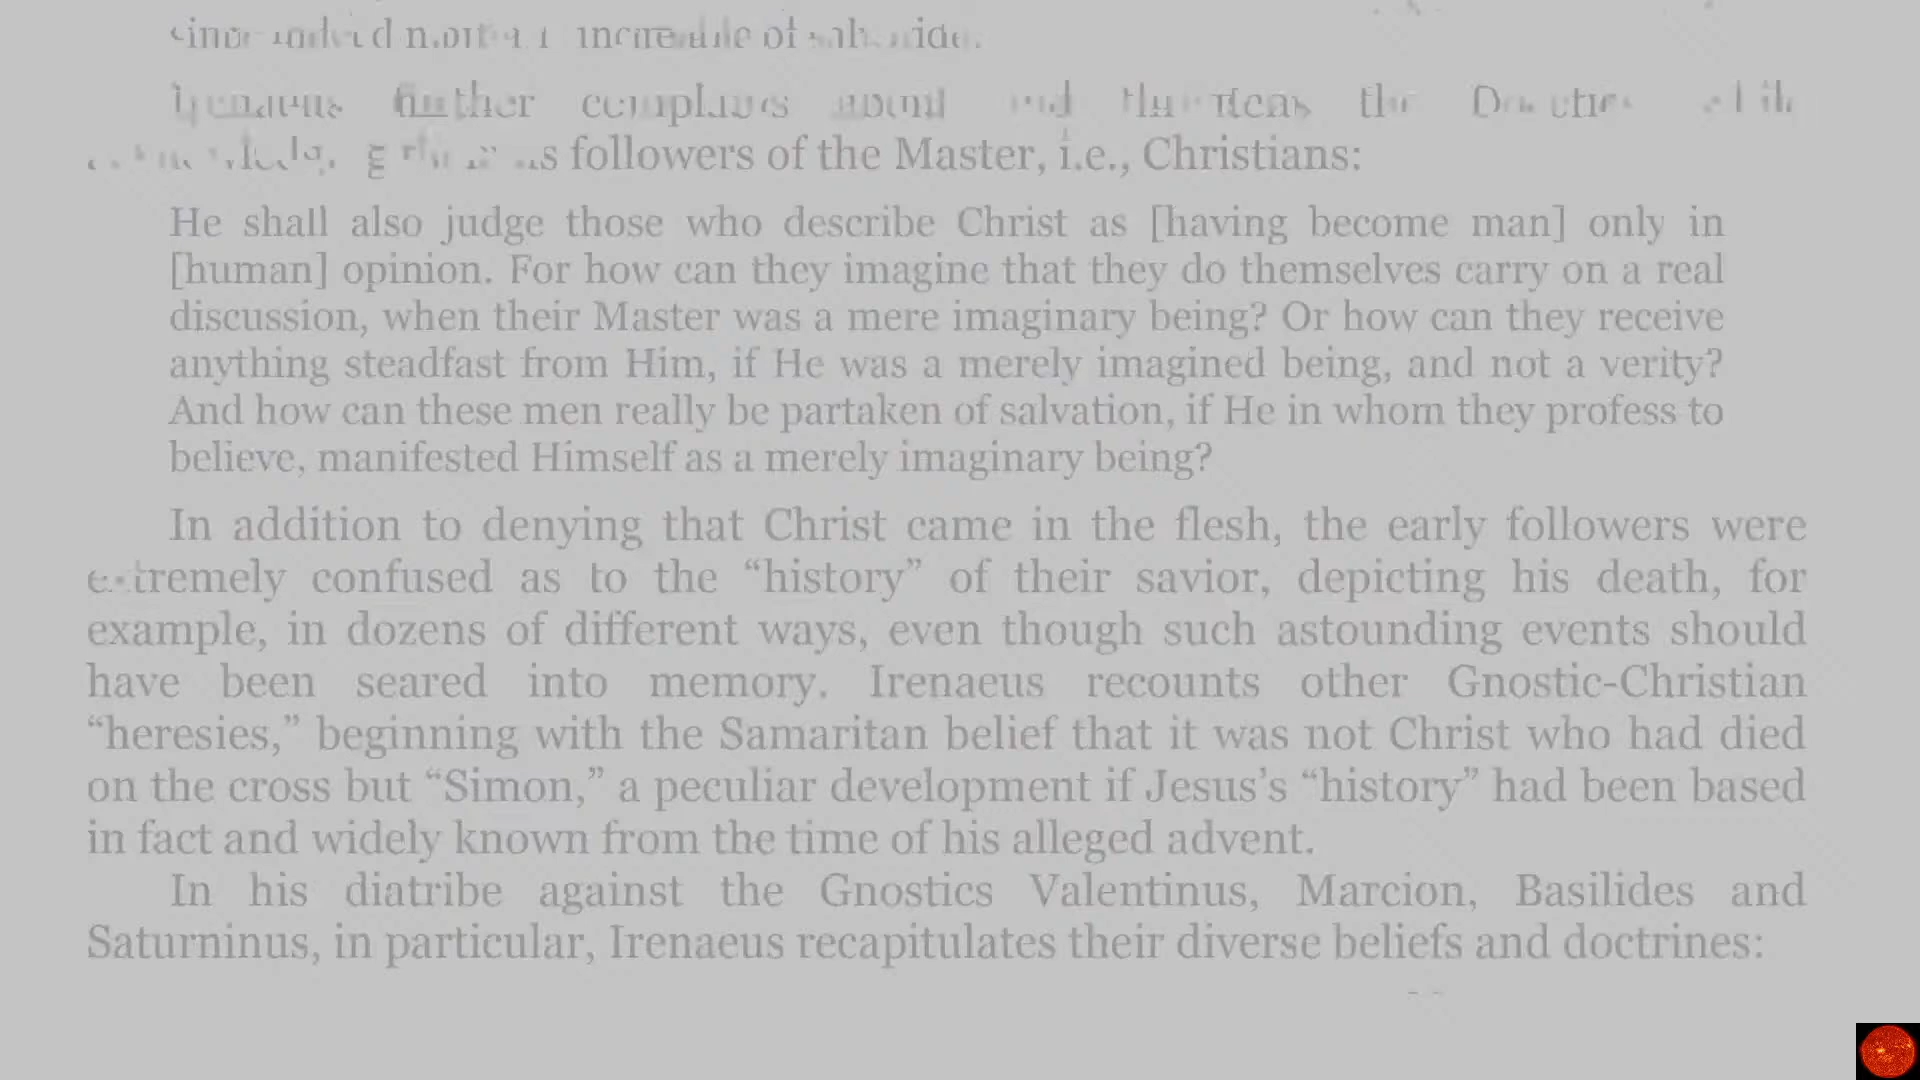 of
further complains about and threatens the
followers of the Master, i.e., Christians:
He shall also judge those who describe Christ as [having become man] only in
[human] opinion. For how can they imagine that they do themselves carry on a real
discussion, when their Master was a mere imaginary being? Or how can they receive
anything steadfast from Him, if He was a merely imagined being, and not a verity?
And how can these men really be partaken of salvation, if He in whom they profess to
believe, manifested Himself as a merely imaginary being?
In addition to denying that Christ came in the flesh, the early followers were
extremely confused as to the “history” of their savior, depicting his death, for
example, in dozens of different ways, even though such astounding events should
have been seared into memory. Irenaeus recounts other Gnostic-Christian
“heresies,” beginning with the Samaritan belief that it was not Christ who had died
on the cross but “Simon,” a peculiar development if Jesus’s “history” had been based
in fact and widely known from the time of his alleged advent.
In his diatribe against the Gnostics Valentinus, Marcion, Basilides and
Saturninus, in particular, Irenaeus recapitulates their diverse beliefs and doctrines: